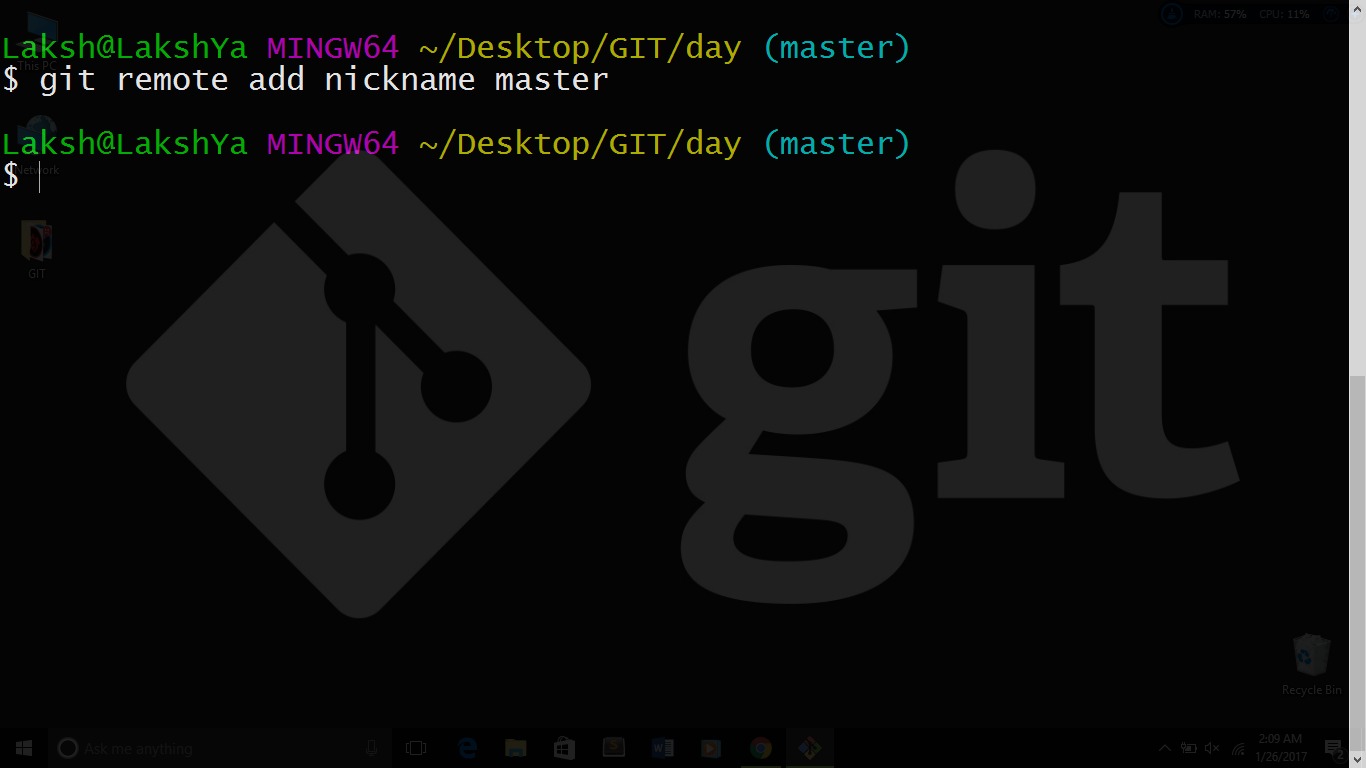 RAM: 57% CPU: 11%
Laksh@LakshYa MINGW64 ~/Desktop/GIT/day (master)
This PC
$ git remote add nickname master
Laksh@LakshYa MINGW64 ~/Desktop/GIT/day (master)
Network
$
GIT
git
Recycle Bin
Ask me anything
2:09 AM
1/26/2017
2